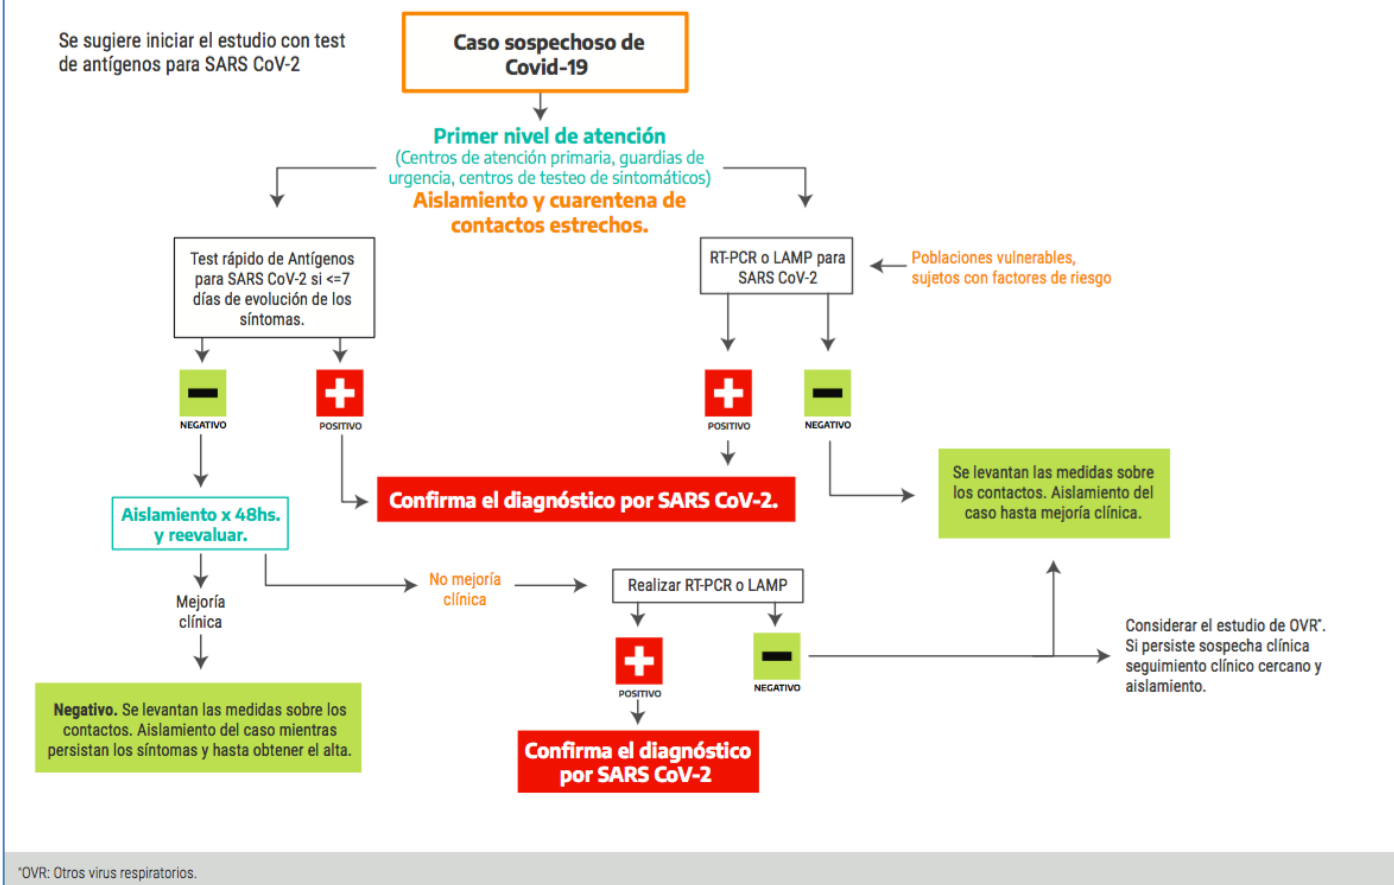 Se sugiere iniciar el estudio con test
de antígenos para SARS CoV-2
Caso sospechoso de
Covid-19
Primer nivel de atención
(Centros de atención primaria, guardias de
urgencia, centros de testeo de sintomáticos)
Aislamiento y cuarentena de
contactos estrechos.
Test rápido de Antígenos
para SARS CoV-2 si <=7
días de evolución de los
síntomas.
RT-PCR o LAMP para
SARS CoV-2
Poblaciones vulnerables,
sujetos con factores de riesgo
NEGATIVO
POSITIVO
POSITIVO
NEGATIVO
Confirma el diagnóstico por SARS CoV-2.
Se levantan las medidas sobre
los contactos. Aislamiento del
caso hasta mejoría clínica.
Aislamiento x 48hs.
y reevaluar.
Mejoría
clínica
No mejoría
clínica
Realizar RT-PCR o LAMP
POSITIVO
NEGATIVO
Considerar el estudio de OVR*.
Si persiste sospecha clínica
seguimiento clínico cercano y
aislamiento.
Negativo. Se levantan las medidas sobre los
contactos. Aislamiento del caso mientras
persistan los síntomas y hasta obtener el alta.
Confirma el diagnóstico
por SARS CoV-2
*OVR: Otros virus respiratorios.